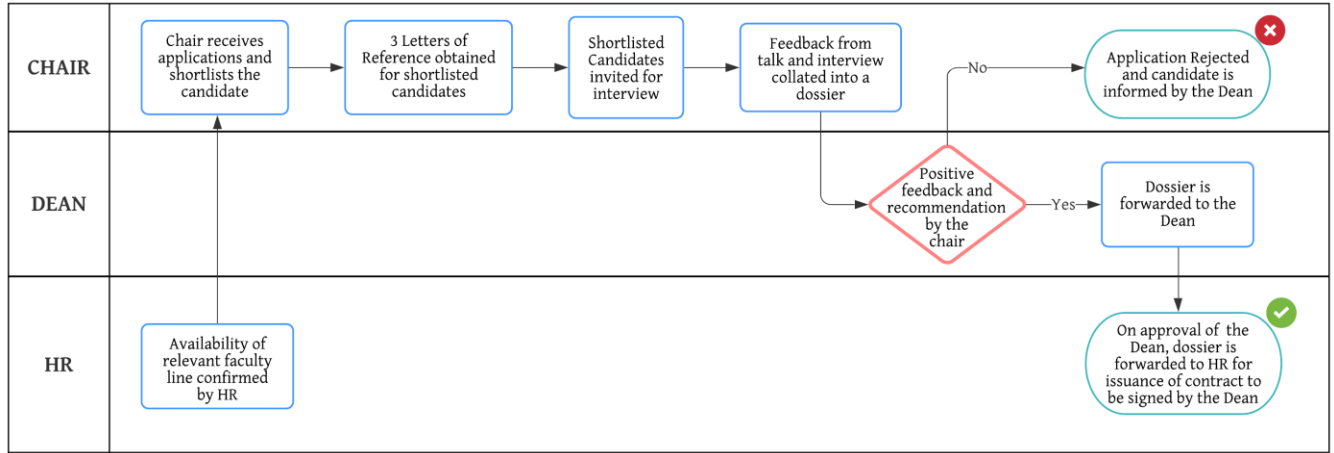 CHAIR
Chair receives
applications and
shortlists the
candidate
3 Letters of
Reference obtained
for shortlisted
candidates
Shortlisted
Candidates
invited for
interview
Feedback from
talk and interview
collated into a
dossier
No
Application Rejected
and candidate is
informed by the Dean
DEAN
Positive
feedback and
recommendation
by the
chair
Yes
Dossier is
forwarded to the
Dean
HR
Availability of
relevant faculty
line confirmed
by HR
On approval of the
Dean, dossier is
forwarded to HR for
issuance of contract to
be signed by the Dean